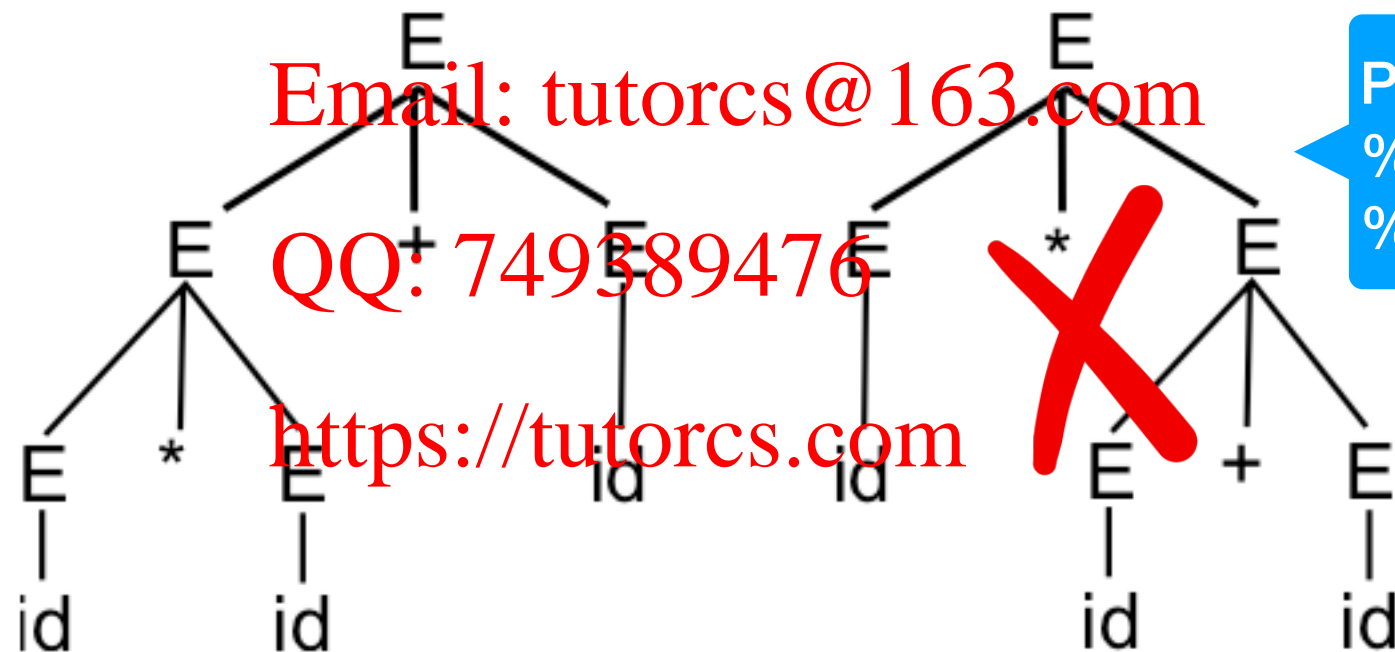 E E
Email: tutorcs@163.com
P
%
E + E E * E
QQ: 749389476
%
E * E id id E + E
https://tutorcs.com
id id id id